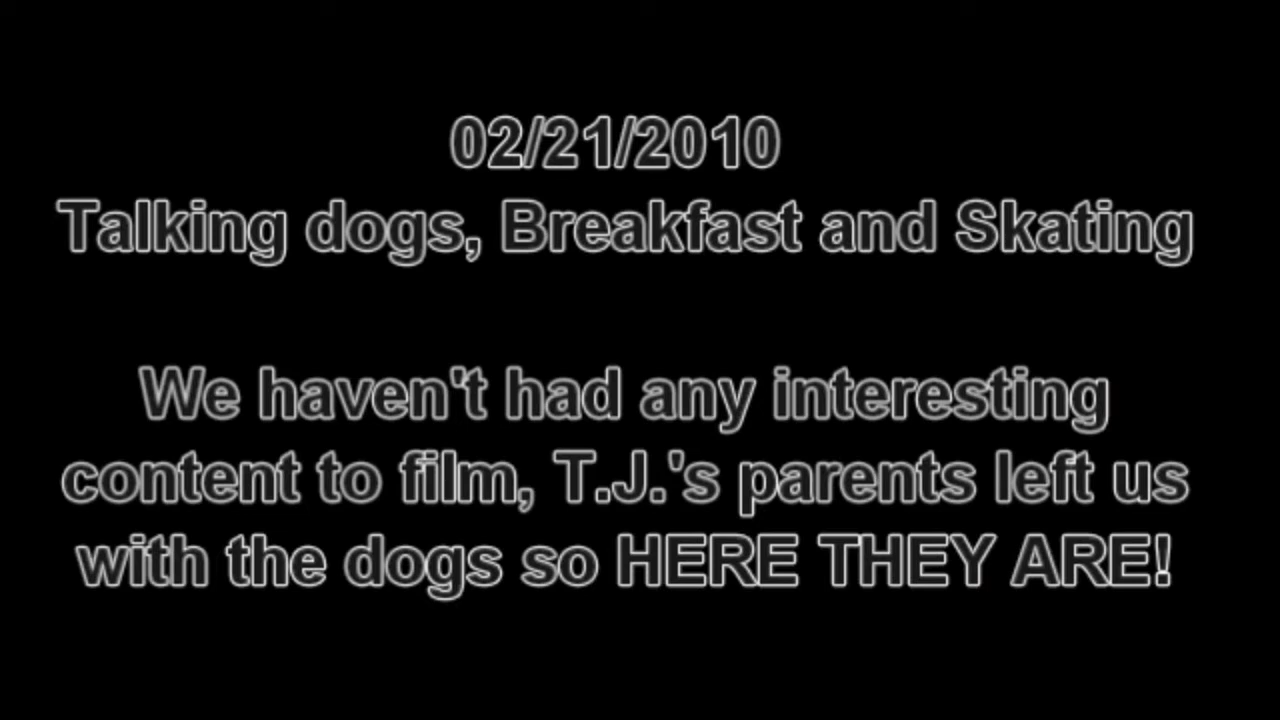 02/21/2010
Talking dogs, Breakfast and Skating
We haven't had any interesting
content to film, T.J.'s parents left us
with the dogs so HERE THEY ARE!